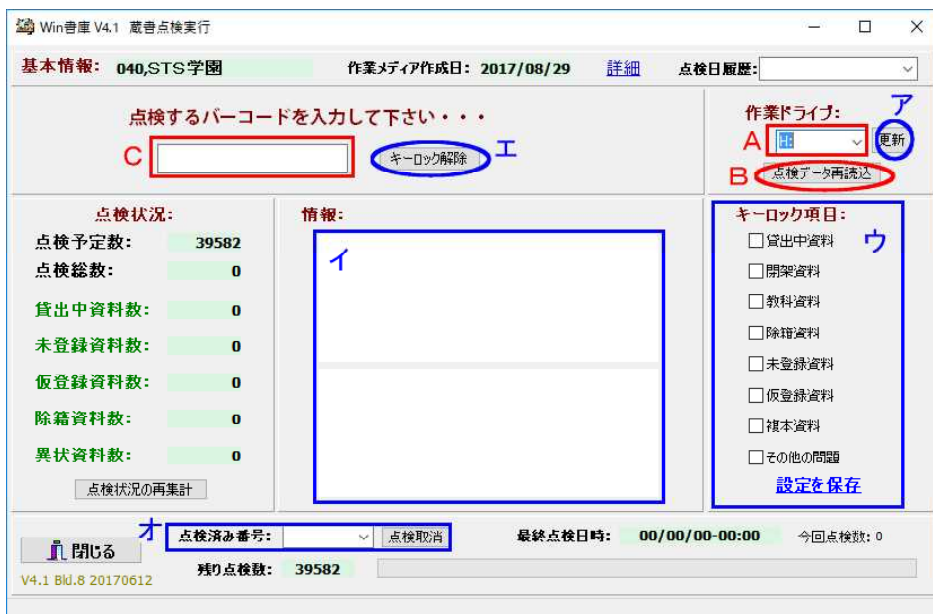 Win書庫 V4.1 蔵書点検実行
基本情報: 040,STS学園 作業ﾒﾃﾞｨｱ作成日: 2017/08/29 詳細 点検日履歴:
点検するバーコードを入力して下さい・・・
C キーロック解除 エ
作業ドライブ: ア
A H: 更新
B 点検データ再読込
点検状況:
点検予定数: 39582
点検総数: 0
貸出中資料数: 0
未登録資料数: 0
仮登録資料数: 0
除籍資料数: 0
異状資料数: 0
点検状況の再集計
情報:
イ
キーロック項目:
貸出中資料 ウ
閉架資料
教科資料
除籍資料
未登録資料
仮登録資料
複本資料
その他の問題
設定を保存
オ 点検済み番号: 点検取消 最終点検日時: 00/00/00-00:00 今回点検数: 0
閉じる
残り点検数: 39582
V4.1 Bld.8 20170612